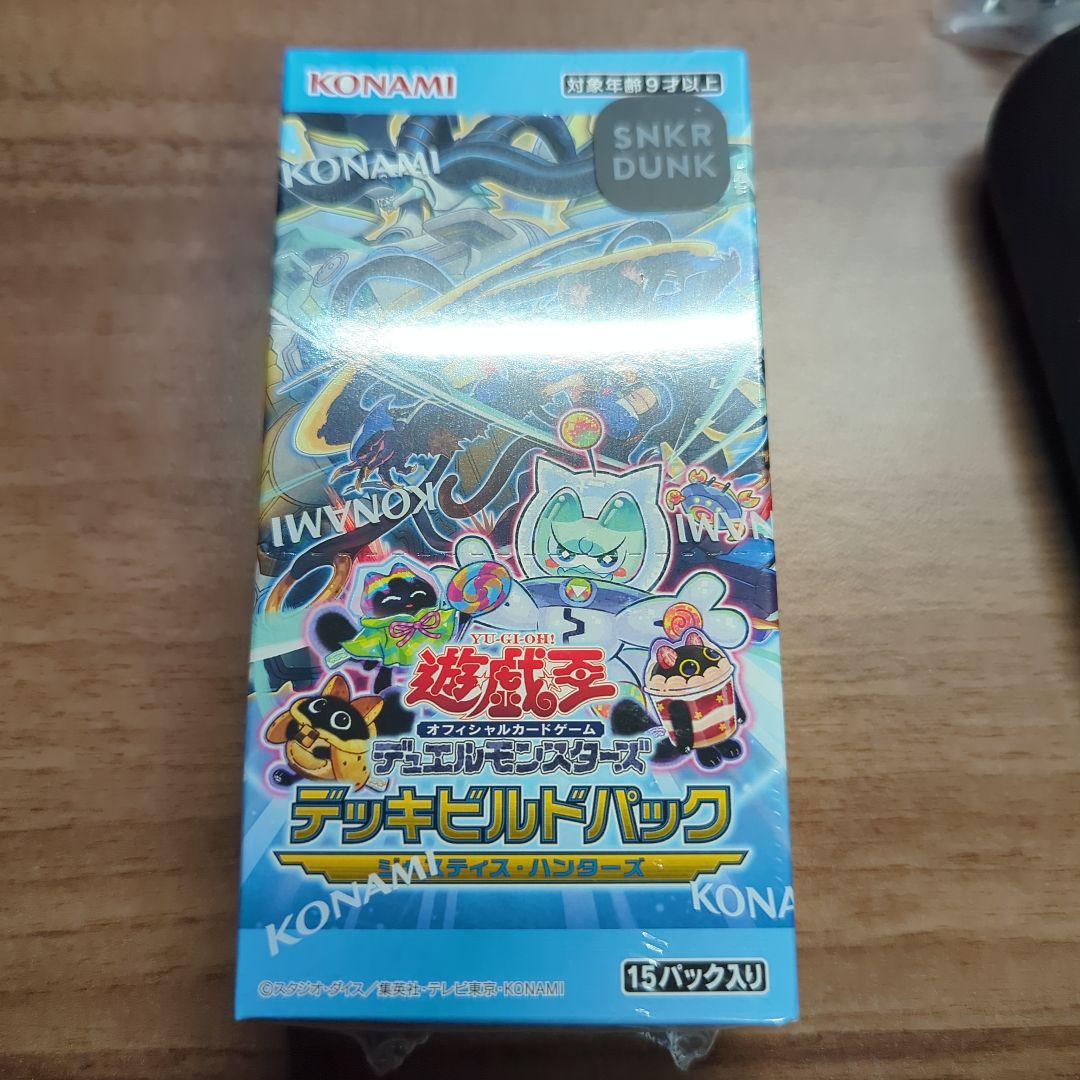 KONAMI
対象年齢9才以上
SNKR
DUNK
KONAMI
KONAMI
KONAMI
NAMI
YU-GI-OH!
遊戯王
オフィシャルカードゲーム
デュエルモンスターズ
デッキビルドパック
ジャスティス・ハンターズ
KONAMI
KONA
15パック入り
©スタジオ・ダイス/集英社・テレビ東京・KONAMI